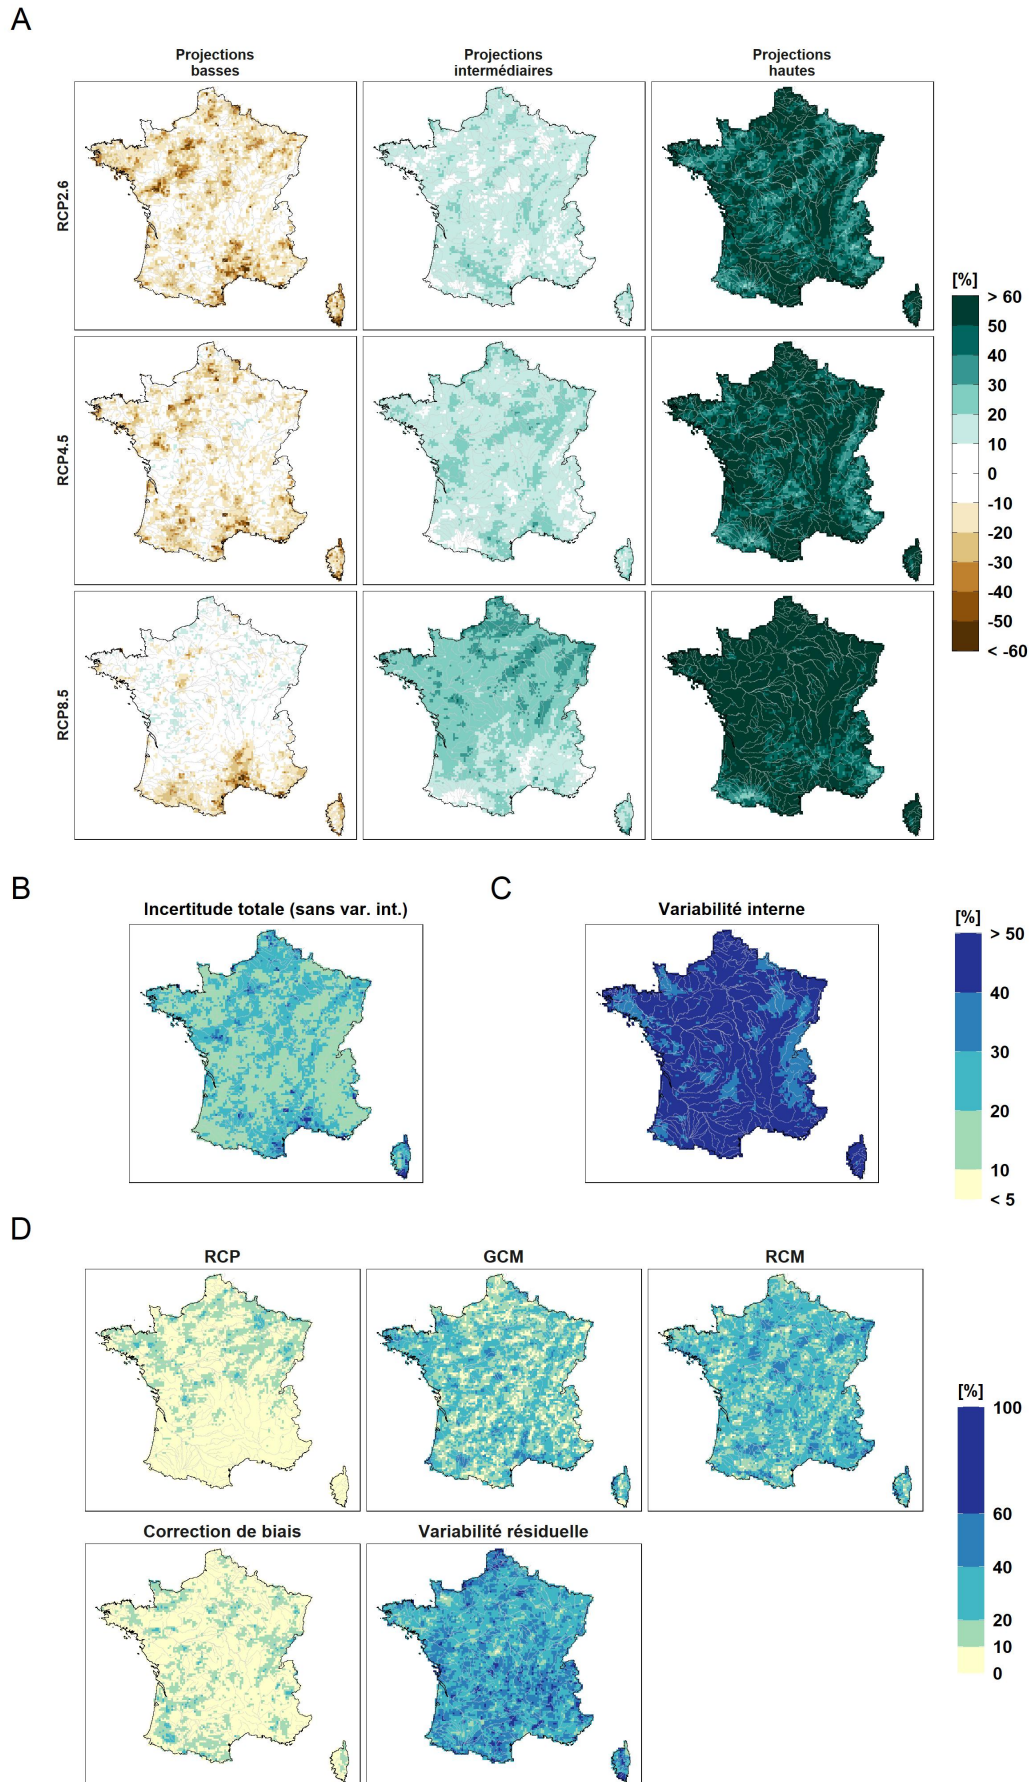 A
Projections
basses
Projections
intermédiaires
Projections
hautes
RCP2.6
RCP4.5
RCP8.5
[%]
> 60
50
40
30
20
10
0
-10
-20
-30
-40
-50
< -60
B
Incertitude totale (sans var. int.)
C
Variabilité interne
[%]
> 50
40
30
20
10
< 5
D
RCP
GCM
RCM
Correction de biais
Variabilité résiduelle
[%]
100
60
40
20
10
0